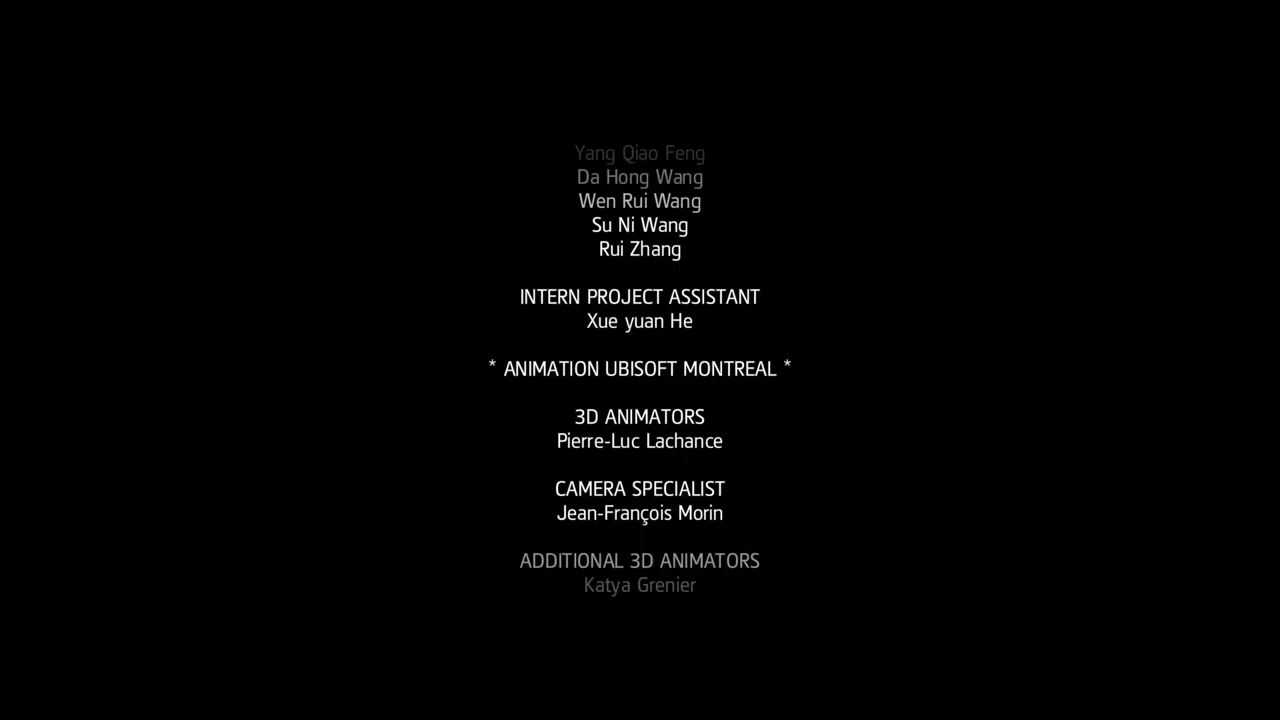 Yang Qiao Feng
Da Hong Wang
Wen Rui Wang
Su Ni Wang
Rui Zhang
INTERN PROJECT ASSISTANT
Xue yuan He
* ANIMATION UBISOFT MONTREAL *
3D ANIMATORS
Pierre-Luc Lachance
CAMERA SPECIALIST
Jean-François Morin
ADDITIONAL 3D ANIMATORS
Katya Grenier